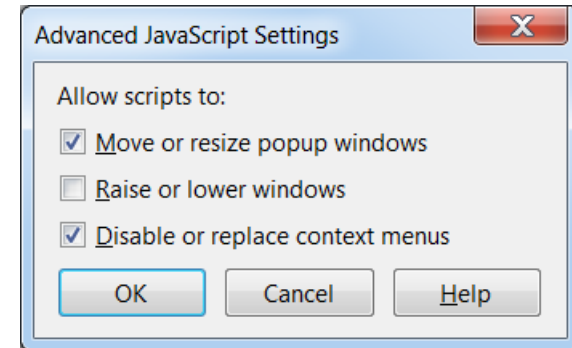 Advanced JavaScript Settings
Allow scripts to:
Move or resize popup windows
Raise or lower windows
Disable or replace context menus
OK Cancel Help